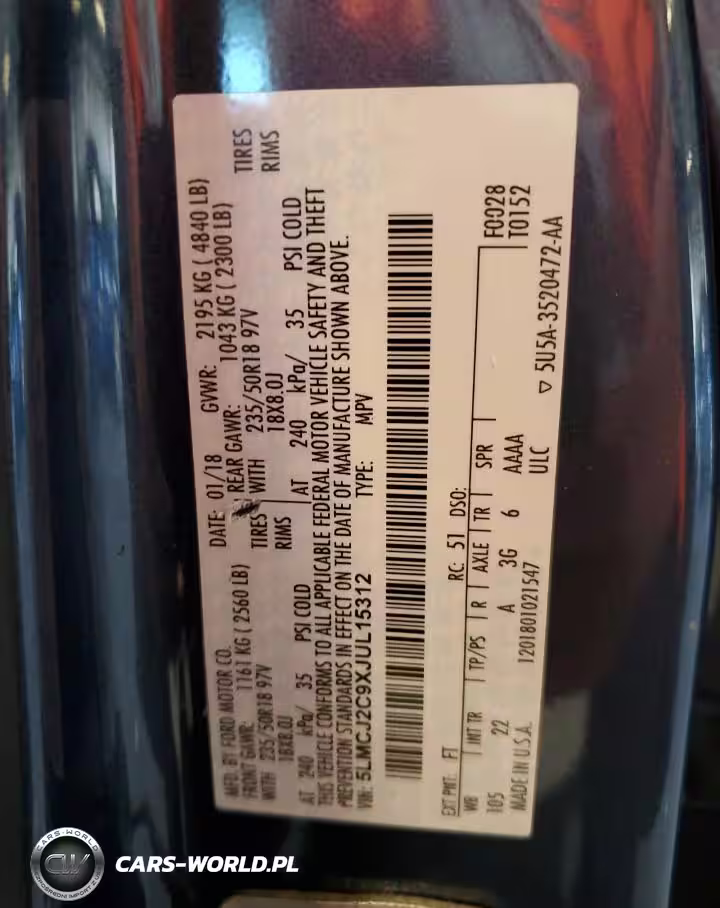 MFD. BY FORD MOTOR CO.
DATE: 01/18
GVWR: 2195 KG ( 4840 LB)
FRONT GAWR: 1161 KG ( 2560 LB)
REAR GAWR: 1043 KG ( 2300 LB)
WITH 235/50R18 97V TIRES
WITH 235/50R18 97V TIRES
18X8.0J RIMS
18X8.0J RIMS
AT 240 kPa/ 35 PSI COLD
AT 240 kPa/ 35 PSI COLD
THIS VEHICLE CONFORMS TO ALL APPLICABLE FEDERAL MOTOR VEHICLE SAFETY AND THEFT
PREVENTION STANDARDS IN EFFECT ON THE DATE OF MANUFACTURE SHOWN ABOVE.
VIN: 5LMCJ2C9XJUL15312
TYPE: MPV
EXT PNT: FT RC: 51 DSO: F0028
T0152
WB INT TR TP/PS R AXLE TR SPR
105 22 A 3G 6 AAAA
MADE IN U.S.A. 1201801021547 ULC
▽ 5U5A-3520472-AA
CARS-WORLD
CW
CARS-WORLD.PL